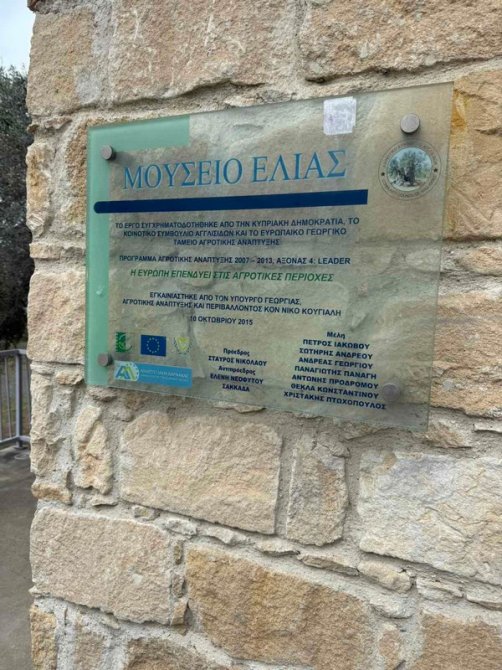 ΜΟΥΣΕΙΟ ΕΛΙΑΣ
ΤΟ ΕΡΓΟ ΣΥΓΧΡΗΜΑΤΟΔΟΤΗΘΗΚΕ ΑΠΟ ΤΗΝ ΚΥΠΡΙΑΚΗ ΔΗΜΟΚΡΑΤΙΑ, ΤΟ
ΚΟΙΝΟΤΙΚΟ ΣΥΜΒΟΥΛΙΟ ΑΓΓΛΙΣΙΔΩΝ ΚΑΙ ΤΟ ΕΥΡΩΠΑΪΚΟ ΓΕΩΡΓΙΚΟ
ΤΑΜΕΙΟ ΑΓΡΟΤΙΚΗΣ ΑΝΑΠΤΥΞΗΣ
ΠΡΟΓΡΑΜΜΑ ΑΓΡΟΤΙΚΗΣ ΑΝΑΠΤΥΞΗΣ 2007 – 2013, ΑΞΟΝΑΣ 4: LEADER
Η ΕΥΡΩΠΗ ΕΠΕΝΔΥΕΙ ΣΤΙΣ ΑΓΡΟΤΙΚΕΣ ΠΕΡΙΟΧΕΣ
ΕΓΚΑΙΝΙΑΣΤΗΚΕ ΑΠΟ ΤΟΝ ΥΠΟΥΡΓΟ ΓΕΩΡΓΙΑΣ,
ΑΓΡΟΤΙΚΗΣ ΑΝΑΠΤΥΞΗΣ ΚΑΙ ΠΕΡΙΒΑΛΛΟΝΤΟΣ ΚΟΝ ΝΙΚΟ ΚΟΥΓΙΑΛΗ
10 ΟΚΤΩΒΡΙΟΥ 2015
Πρόεδρος
ΣΤΑΥΡΟΣ ΝΙΚΟΛΑΟΥ
Αντιπρόεδρος
ΕΛΕΝΗ ΝΕΟΦΥΤΟΥ
ΣΑΚΚΑΔΑ
Μέλη
ΠΕΤΡΟΣ ΙΑΚΩΒΟΥ
ΣΩΤΗΡΗΣ ΑΝΔΡΕΟΥ
ΑΝΔΡΕΑΣ ΓΕΩΡΓΙΟΥ
ΠΑΝΑΓΙΩΤΗΣ ΠΑΝΑΓΗ
ΑΝΤΩΝΗΣ ΠΡΟΔΡΟΜΟΥ
ΘΕΚΛΑ ΚΩΝΣΤΑΝΤΙΝΟΥ
ΧΡΙΣΤΑΚΗΣ ΠΤΩΧΟΠΟΥΛΟΣ